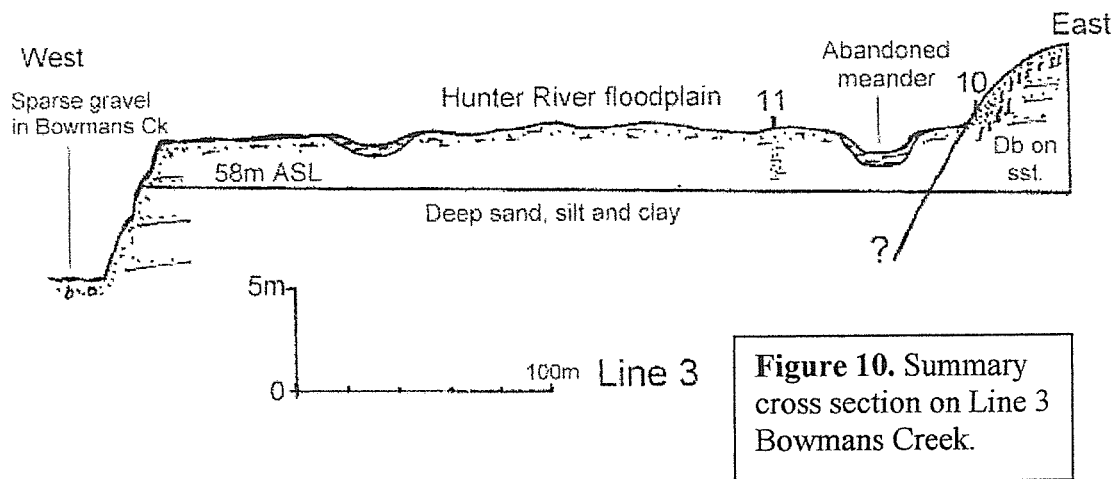 West
East
Sparse gravel
in Bowmans Ck
Hunter River floodplain
11
Abandoned
meander
10
58m ASL
Db on
sst.
Deep sand, silt and clay
?
5m
0
100m
Line 3
Figure 10. Summary
cross section on Line 3
Bowmans Creek.